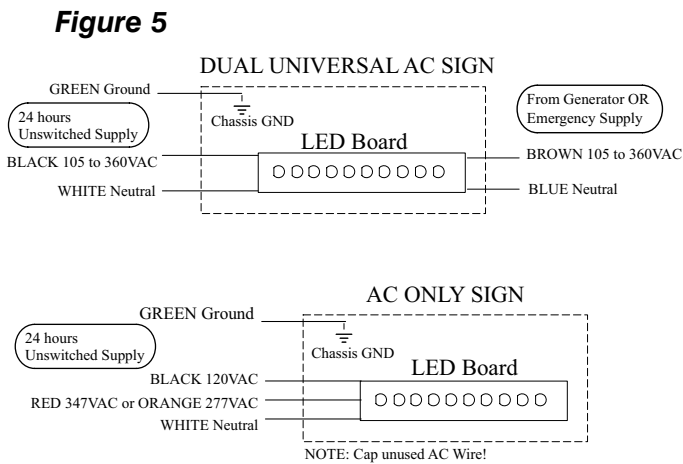 Figure 5
DUAL UNIVERSAL AC SIGN
GREEN Ground
Chassis GND
24 hours
Unswitched Supply
From Generator OR
Emergency Supply
LED Board
BLACK 105 to 360VAC
BROWN 105 to 360VAC
WHITE Neutral
BLUE Neutral
AC ONLY SIGN
GREEN Ground
Chassis GND
24 hours
Unswitched Supply
LED Board
BLACK 120VAC
RED 347VAC or ORANGE 277VAC
WHITE Neutral
NOTE: Cap unused AC Wire!